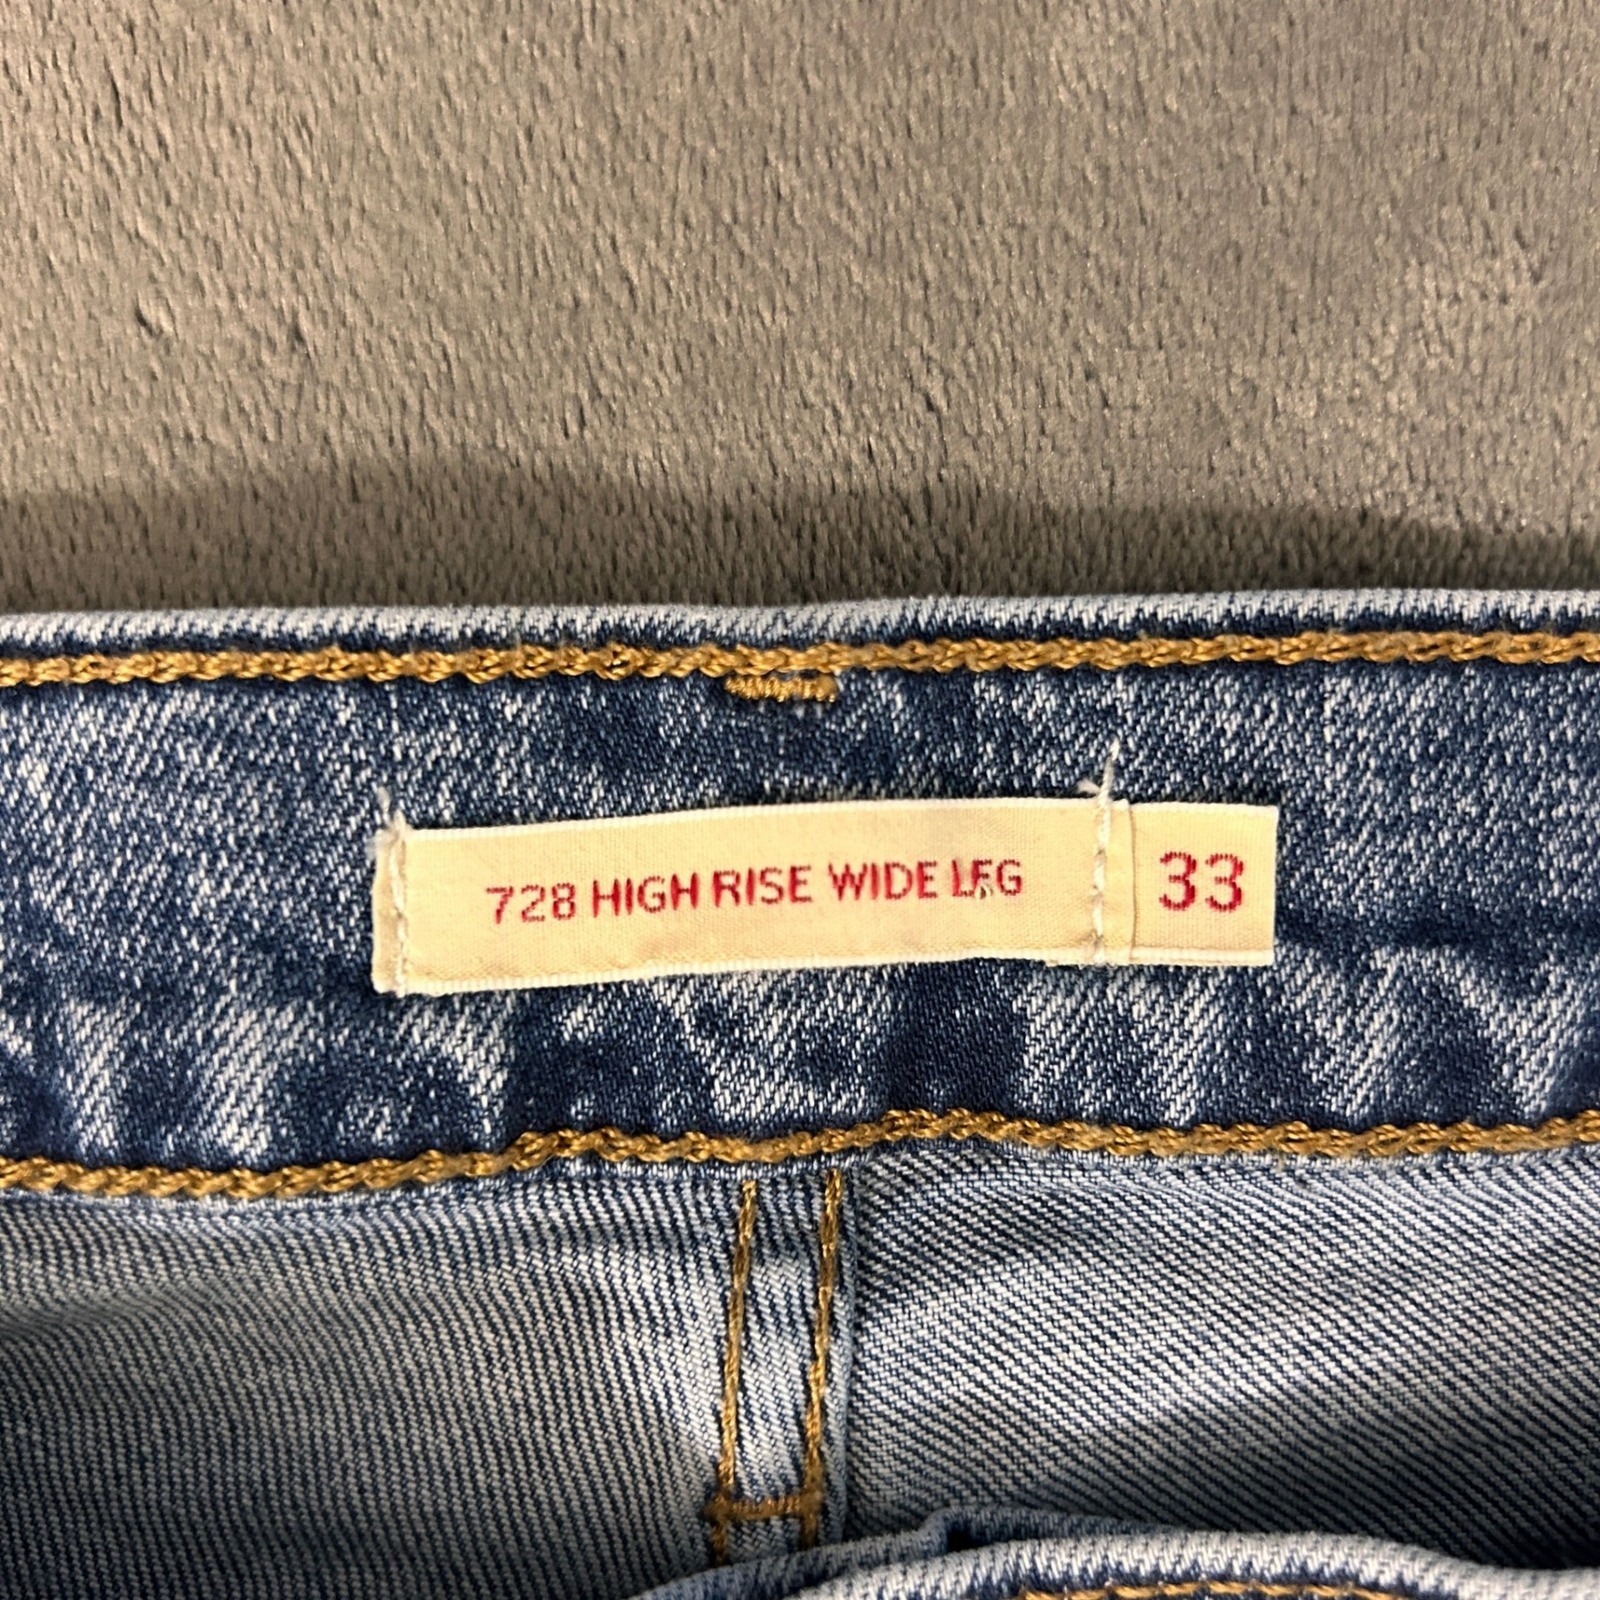 728 HIGH RISE WIDE LEG 33